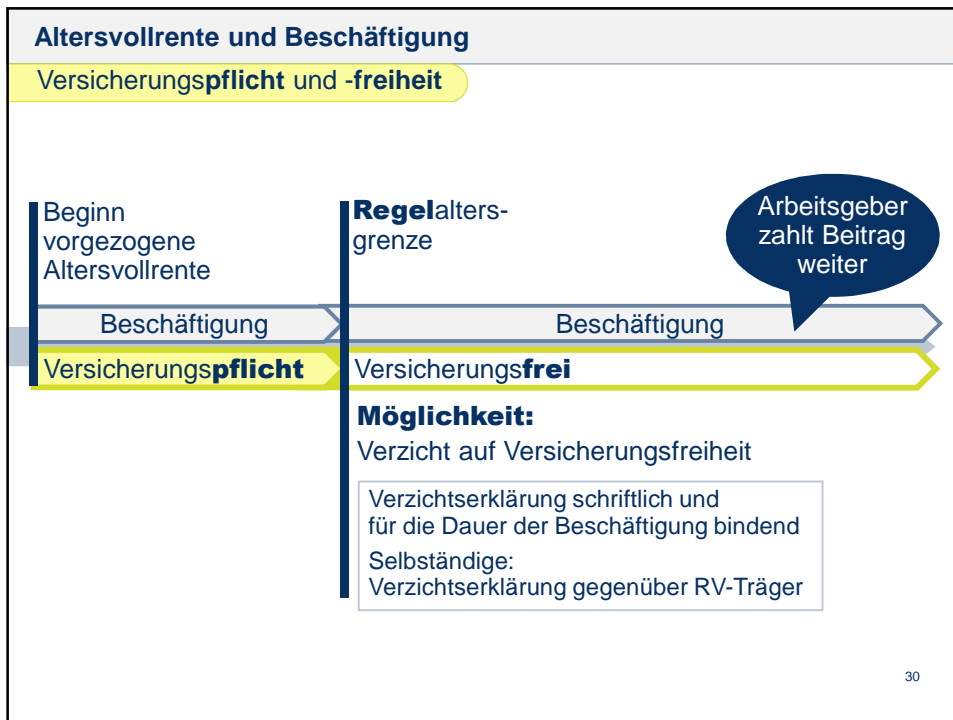 Altersvollrente und Beschäftigung
Versicherungspflicht und -freiheit
Beginn
vorgezogene
Altersvollrente
Regelalters-
grenze
Arbeitsgeber
zahlt Beitrag
weiter
Beschäftigung
Beschäftigung
Versicherungspflicht
Versicherungsfrei
Möglichkeit:
Verzicht auf Versicherungsfreiheit
Verzichtserklärung schriftlich und
für die Dauer der Beschäftigung bindend
Selbständige:
Verzichtserklärung gegenüber RV-Träger
30